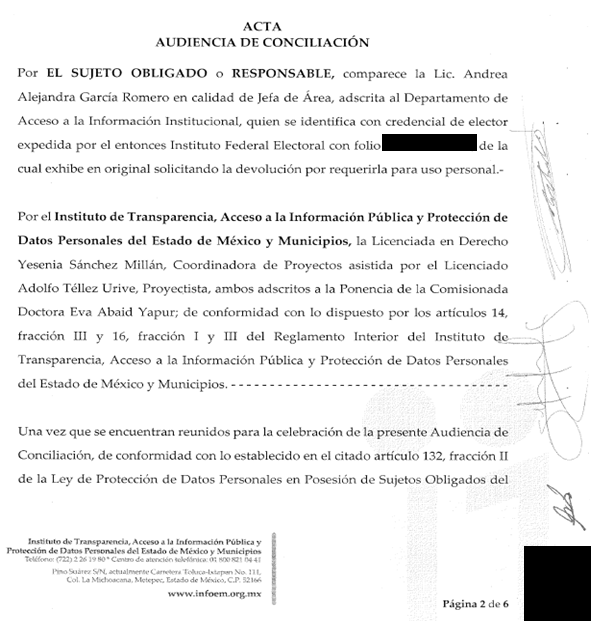 ACTA
AUDIENCIA DE CONCILIACIÓN
Por EL SUJETO OBLIGADO o RESPONSABLE, comparece la Lic. Andrea
Alejandra García Romero en calidad de Jefa de Área, adscrita al Departamento de
Acceso a la Información Institucional, quien se identifica con credencial de elector
expedida por el entonces Instituto Federal Electoral con folio de la
cual exhibe en original solicitando la devolución por requerirla para uso personal.-
Por el Instituto de Transparencia, Acceso a la Información Pública y Protección de
Datos Personales del Estado de México y Municipios, la Licenciada en Derecho
Yesenia Sánchez Millán, Coordinadora de Proyectos asistida por el Licenciado
Adolfo Téllez Urive, Proyectista, ambos adscritos a la Ponencia de la Comisionada
Doctora Eva Abaid Yapur; de conformidad con lo dispuesto por los artículos 14,
fracción III y 16, fracción I y III del Reglamento Interior del Instituto de
Transparencia, Acceso a la Información Pública y Protección de Datos Personales
del Estado de México y Municipios. - - - - - - - - - - - - - - - - - - - - - - - - - - - - - - -
Una vez que se encuentran reunidos para la celebración de la presente Audiencia de
Conciliación, de conformidad con lo establecido en el citado artículo 132, fracción II
de la Ley de Protección de Datos Personales en Posesión de Sujetos Obligados del
Instituto de Transparencia, Acceso a la Información Pública y
Protección de Datos Personales del Estado de México y Municipios
Teléfono: (722) 2 26 19 80 * Centro de atención telefónica: 01 800 821 04 41
Pino Suárez S/N, actualmente Carretera Toluca-Ixtapan No. 111,
Col. La Michoacana, Metepec, Estado de México, C.P. 52166
www.infoem.org.mx
Página 2 de 6